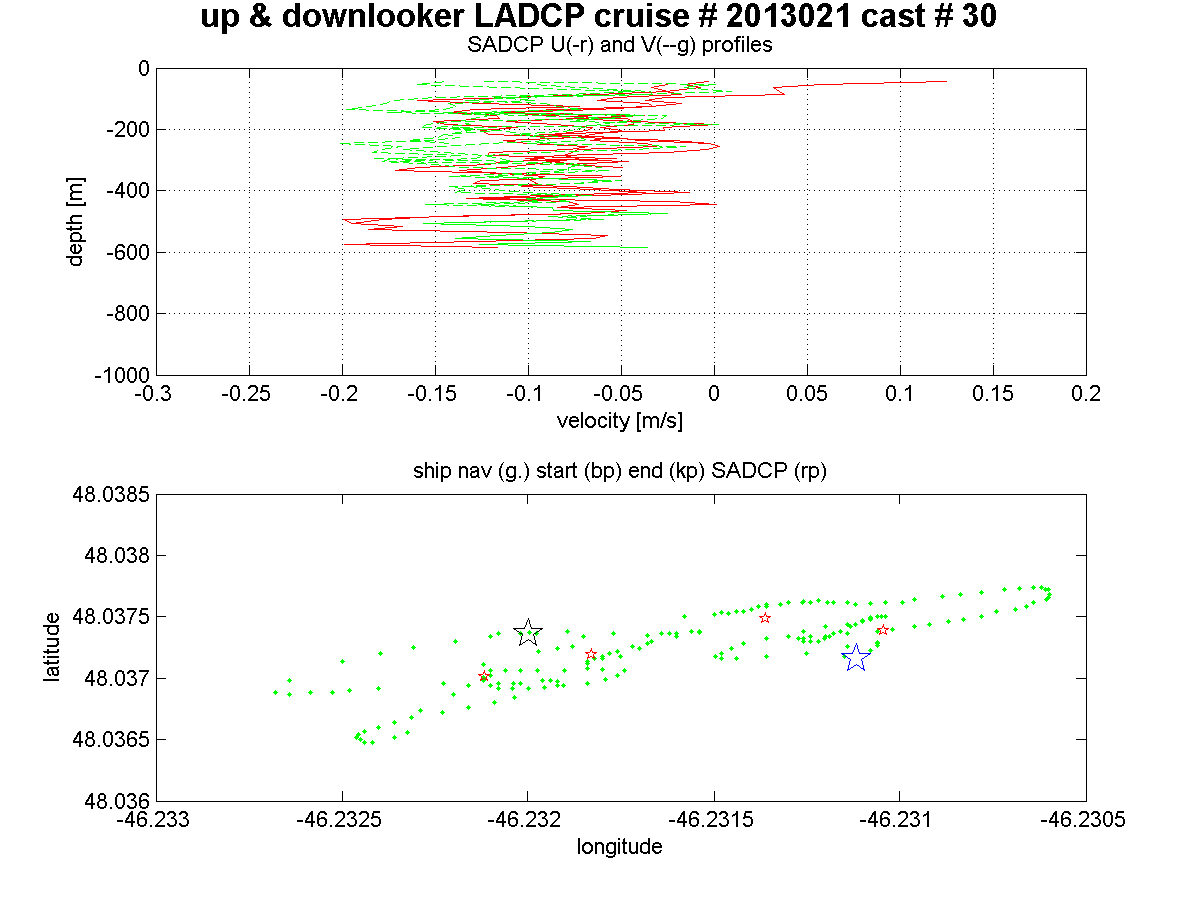 up & downlooker LADCP cruise # 2013021 cast # 30
SADCP U(-r) and V(--g) profiles
0
-200
-400
-600
-800
-1000
depth [m]
-0.3 -0.25 -0.2 -0.15 -0.1 -0.05 0 0.05 0.1 0.15 0.2
velocity [m/s]
ship nav (g.) start (bp) end (kp) SADCP (rp)
48.0385
48.038
48.0375
48.037
48.0365
48.036
latitude
-46.233 -46.2325 -46.232 -46.2315 -46.231 -46.2305
longitude